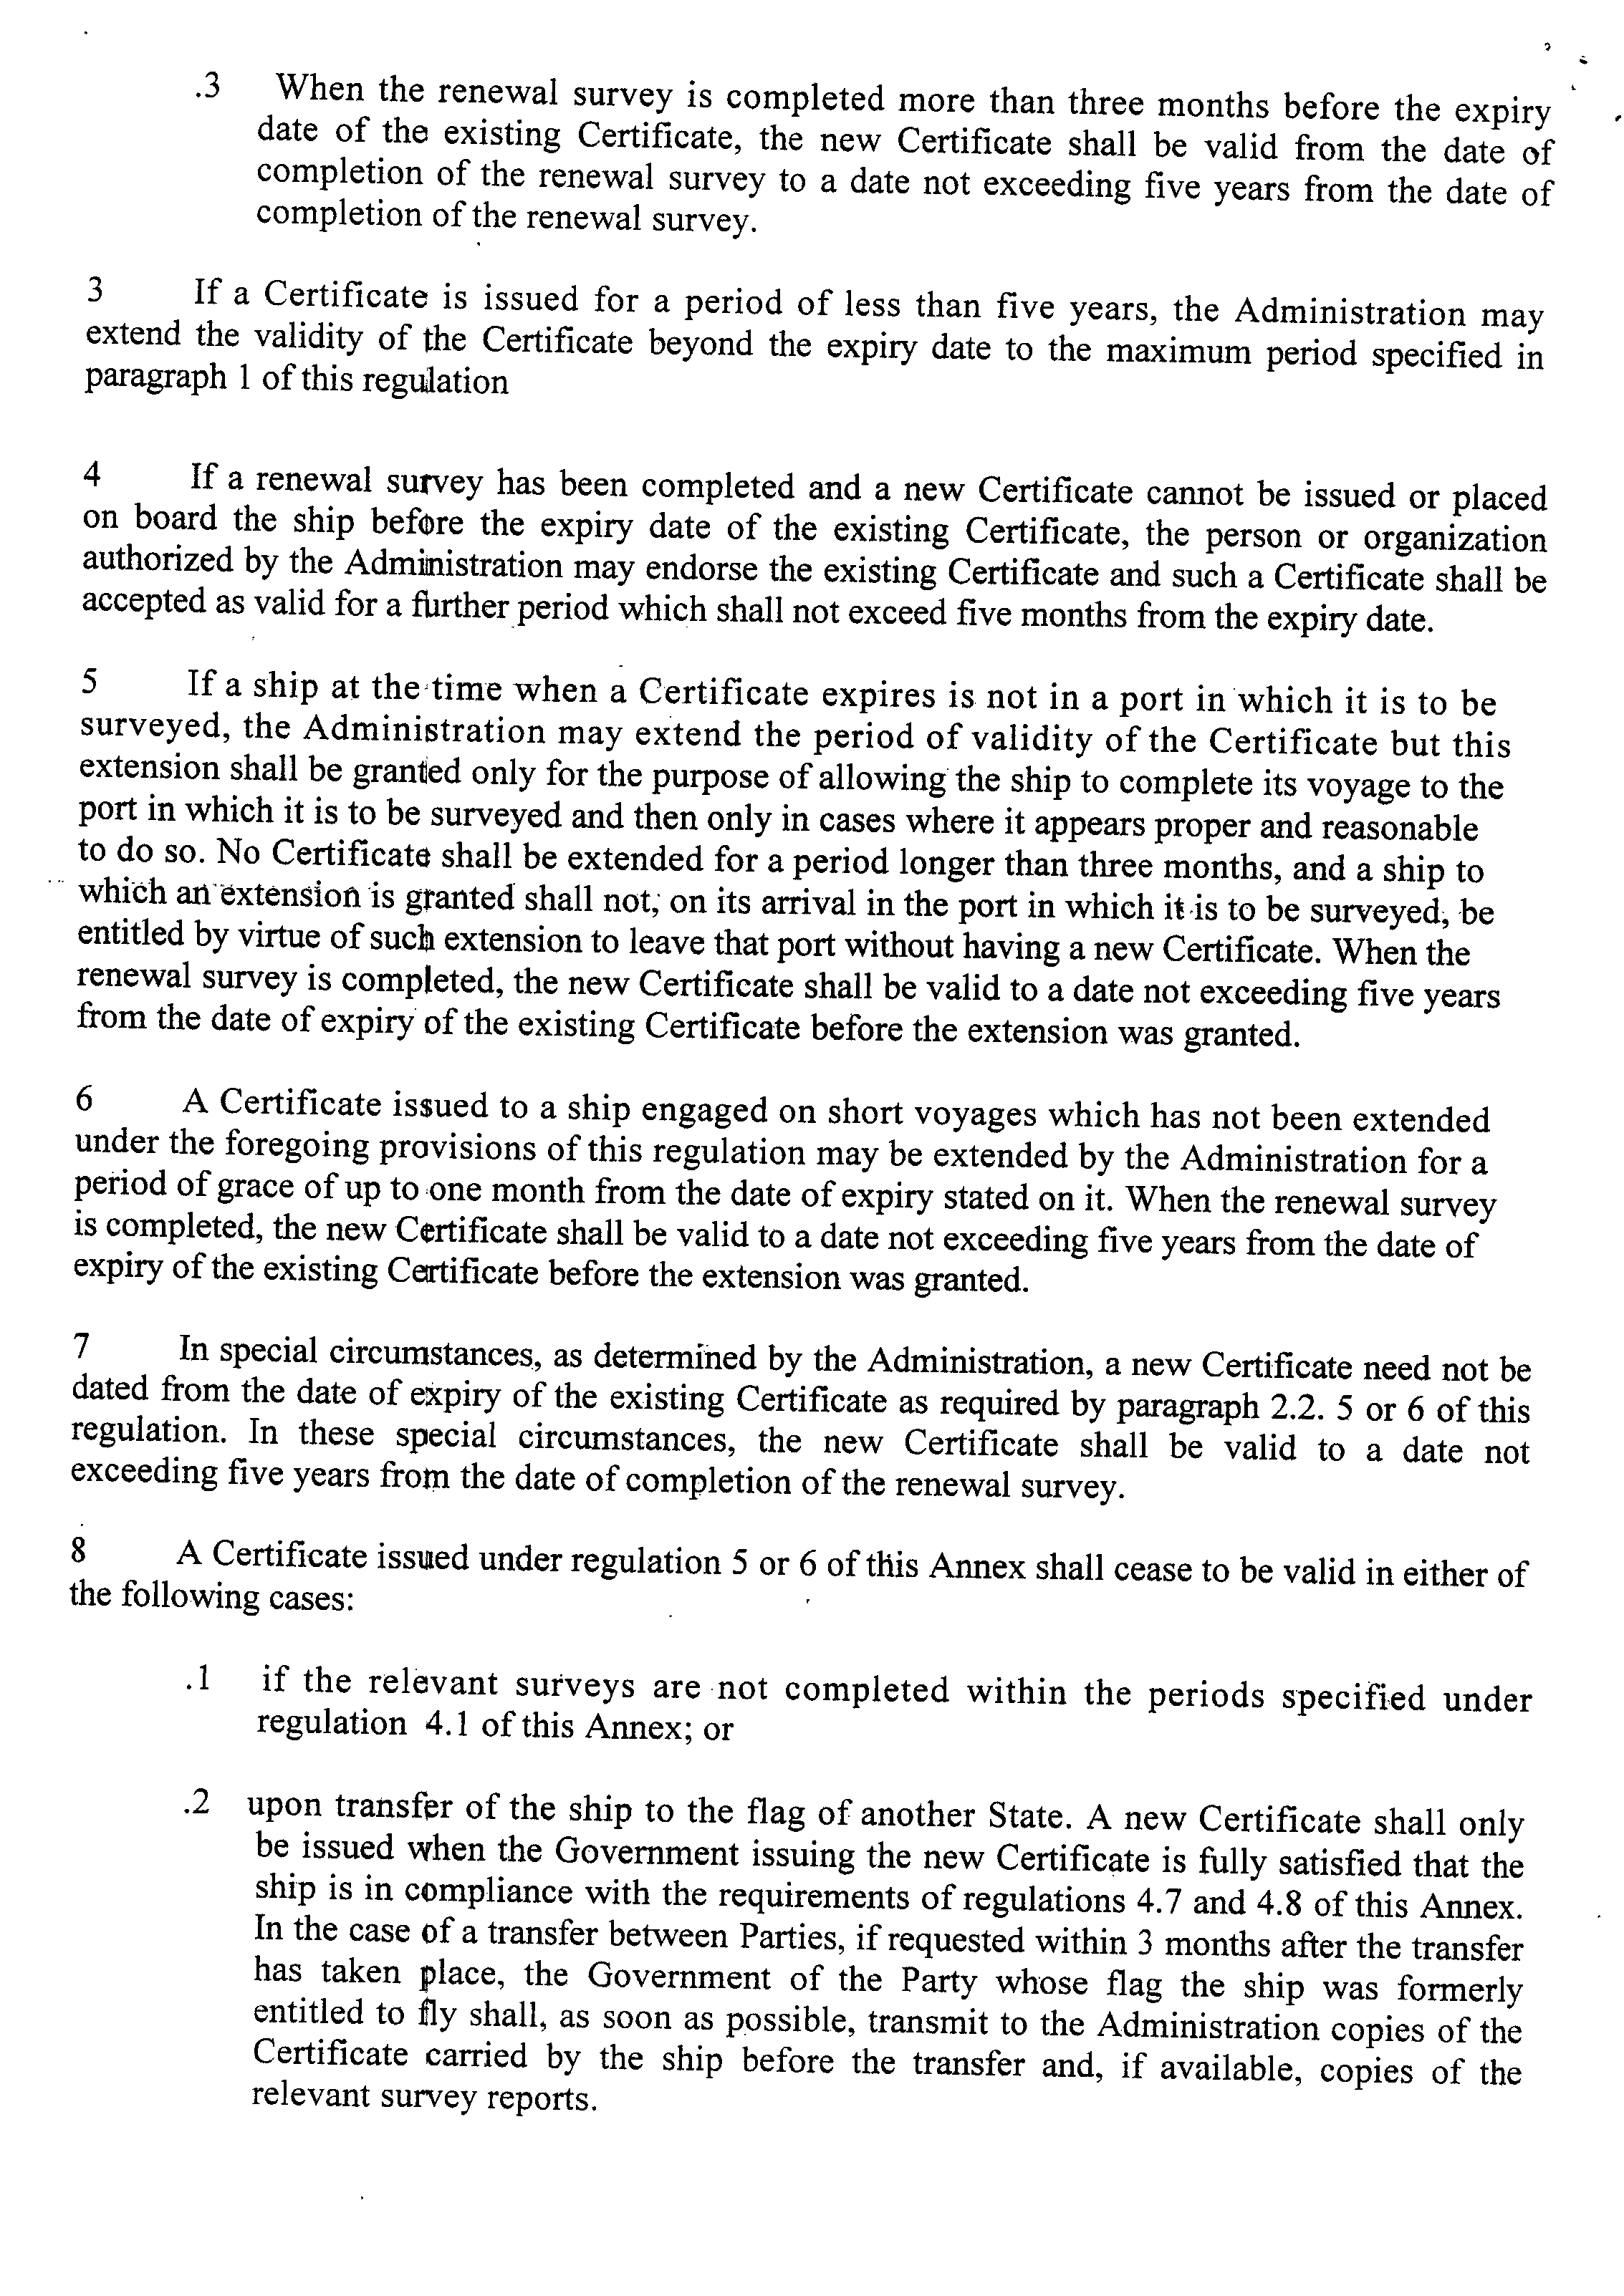 .3 When the renewal survey is completed more than three months before the expiry
date of the existing Certificate, the new Certificate shall be valid from the date of
completion of the renewal survey to a date not exceeding five years from the date of
completion of the renewal survey.
3 If a Certificate is issued for a period of less than five years, the Administration may
extend the validity of the Certificate beyond the expiry date to the maximum period specified in
paragraph 1 of this regulation
4 If a renewal survey has been completed and a new Certificate cannot be issued or placed
on board the ship before the expiry date of the existing Certificate, the person or organization
authorized by the Administration may endorse the existing Certificate and such a Certificate shall be
accepted as valid for a further period which shall not exceed five months from the expiry date.
5 If a ship at the time when a Certificate expires is not in a port in which it is to be
surveyed, the Administration may extend the period of validity of the Certificate but this
extension shall be granted only for the purpose of allowing the ship to complete its voyage to the
port in which it is to be surveyed and then only in cases where it appears proper and reasonable
to do so. No Certificate shall be extended for a period longer than three months, and a ship to
which an extension is granted shall not, on its arrival in the port in which it is to be surveyed, be
entitled by virtue of such extension to leave that port without having a new Certificate. When the
renewal survey is completed, the new Certificate shall be valid to a date not exceeding five years
from the date of expiry of the existing Certificate before the extension was granted.
6 A Certificate issued to a ship engaged on short voyages which has not been extended
under the foregoing provisions of this regulation may be extended by the Administration for a
period of grace of up to one month from the date of expiry stated on it. When the renewal survey
is completed, the new Certificate shall be valid to a date not exceeding five years from the date of
expiry of the existing Certificate before the extension was granted.
7 In special circumstances, as determined by the Administration, a new Certificate need not be
dated from the date of expiry of the existing Certificate as required by paragraph 2.2. 5 or 6 of this
regulation. In these special circumstances, the new Certificate shall be valid to a date not
exceeding five years from the date of completion of the renewal survey.
8 A Certificate issued under regulation 5 or 6 of this Annex shall cease to be valid in either of
the following cases:
.1 if the relevant surveys are not completed within the periods specified under
regulation 4.1 of this Annex; or
.2 upon transfer of the ship to the flag of another State. A new Certificate shall only
be issued when the Government issuing the new Certificate is fully satisfied that the
ship is in compliance with the requirements of regulations 4.7 and 4.8 of this Annex.
In the case of a transfer between Parties, if requested within 3 months after the transfer
has taken place, the Government of the Party whose flag the ship was formerly
entitled to fly shall, as soon as possible, transmit to the Administration copies of the
Certificate carried by the ship before the transfer and, if available, copies of the
relevant survey reports.